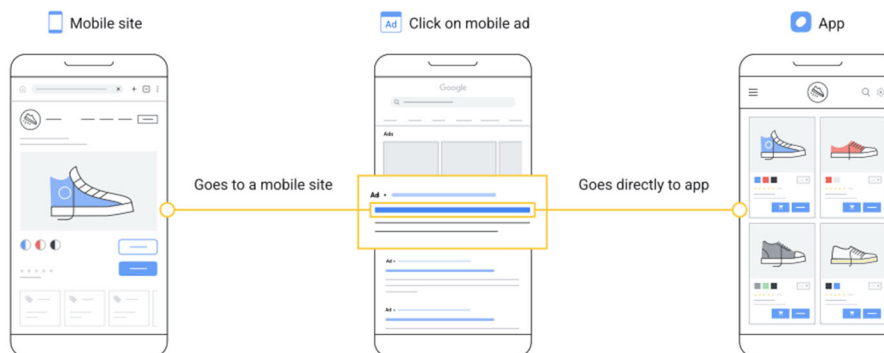 Mobile site
Ad
Click on mobile ad
App
Google
Ads
Goes to a mobile site
Ad
Goes directly to app
Ad
Ad